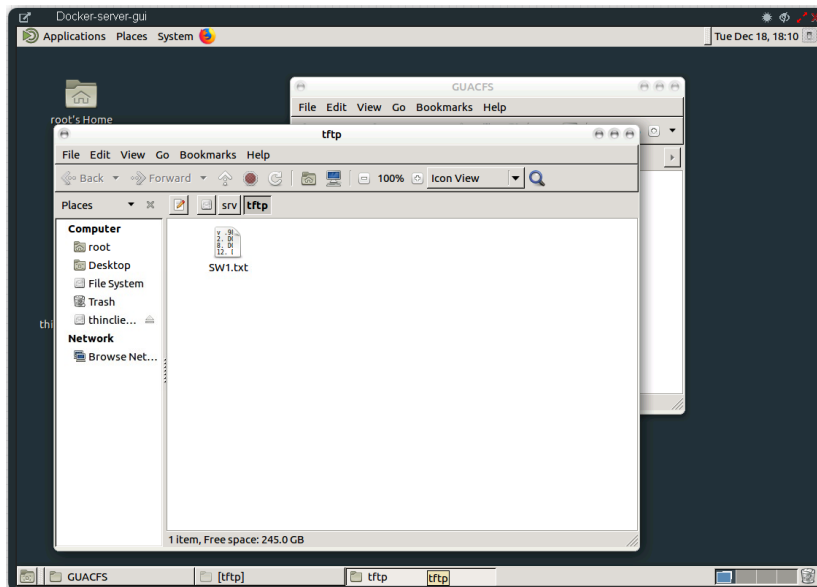 Docker-server-gui
Applications Places System
Tue Dec 18, 18:10
root's Home
GUACFS
File Edit View Go Bookmarks Help
tftp
File Edit View Go Bookmarks Help
Back Forward 100% Icon View
Places srv tftp
Computer
root
Desktop
File System
Trash
thinclie...
Network
Browse Net...
SW1.txt
thi
1 item, Free space: 245.0 GB
GUACFS [tftp] tftp tftp